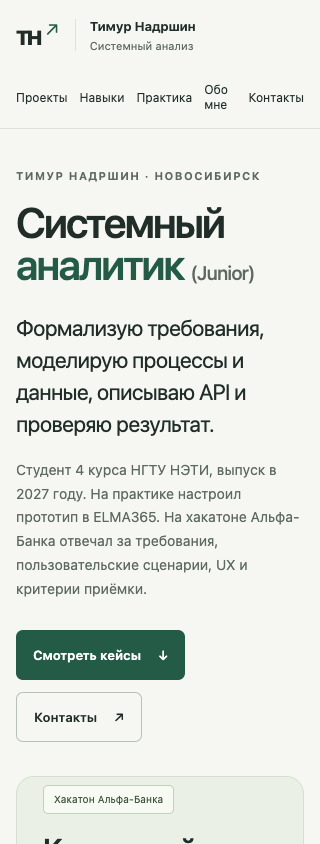 ТН
Тимур Надршин
Системный анализ
Проекты Навыки Практика Обо мне Контакты
ТИМУР НАДРШИН · НОВОСИБИРСК
Системный
аналитик (Junior)
Формализую требования,
моделирую процессы и
данные, описываю API и
проверяю результат.
Студент 4 курса НГТУ НЭТИ, выпуск в
2027 году. На практике настроил
прототип в ELMA365. На хакатоне Альфа-
Банка отвечал за требования,
пользовательские сценарии, UX и
критерии приёмки.
Смотреть кейсы ↓
Контакты ↗
Хакатон Альфа-Банка